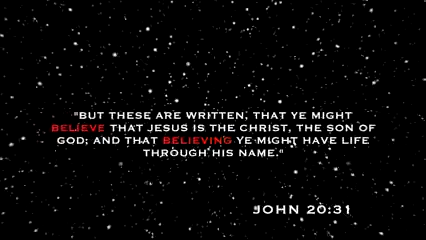 "BUT THESE ARE WRITTEN, THAT YE MIGHT
BELIEVE THAT JESUS IS THE CHRIST, THE SON OF
GOD; AND THAT BELIEVING YE MIGHT HAVE LIFE
THROUGH HIS NAME."
JOHN 20:31